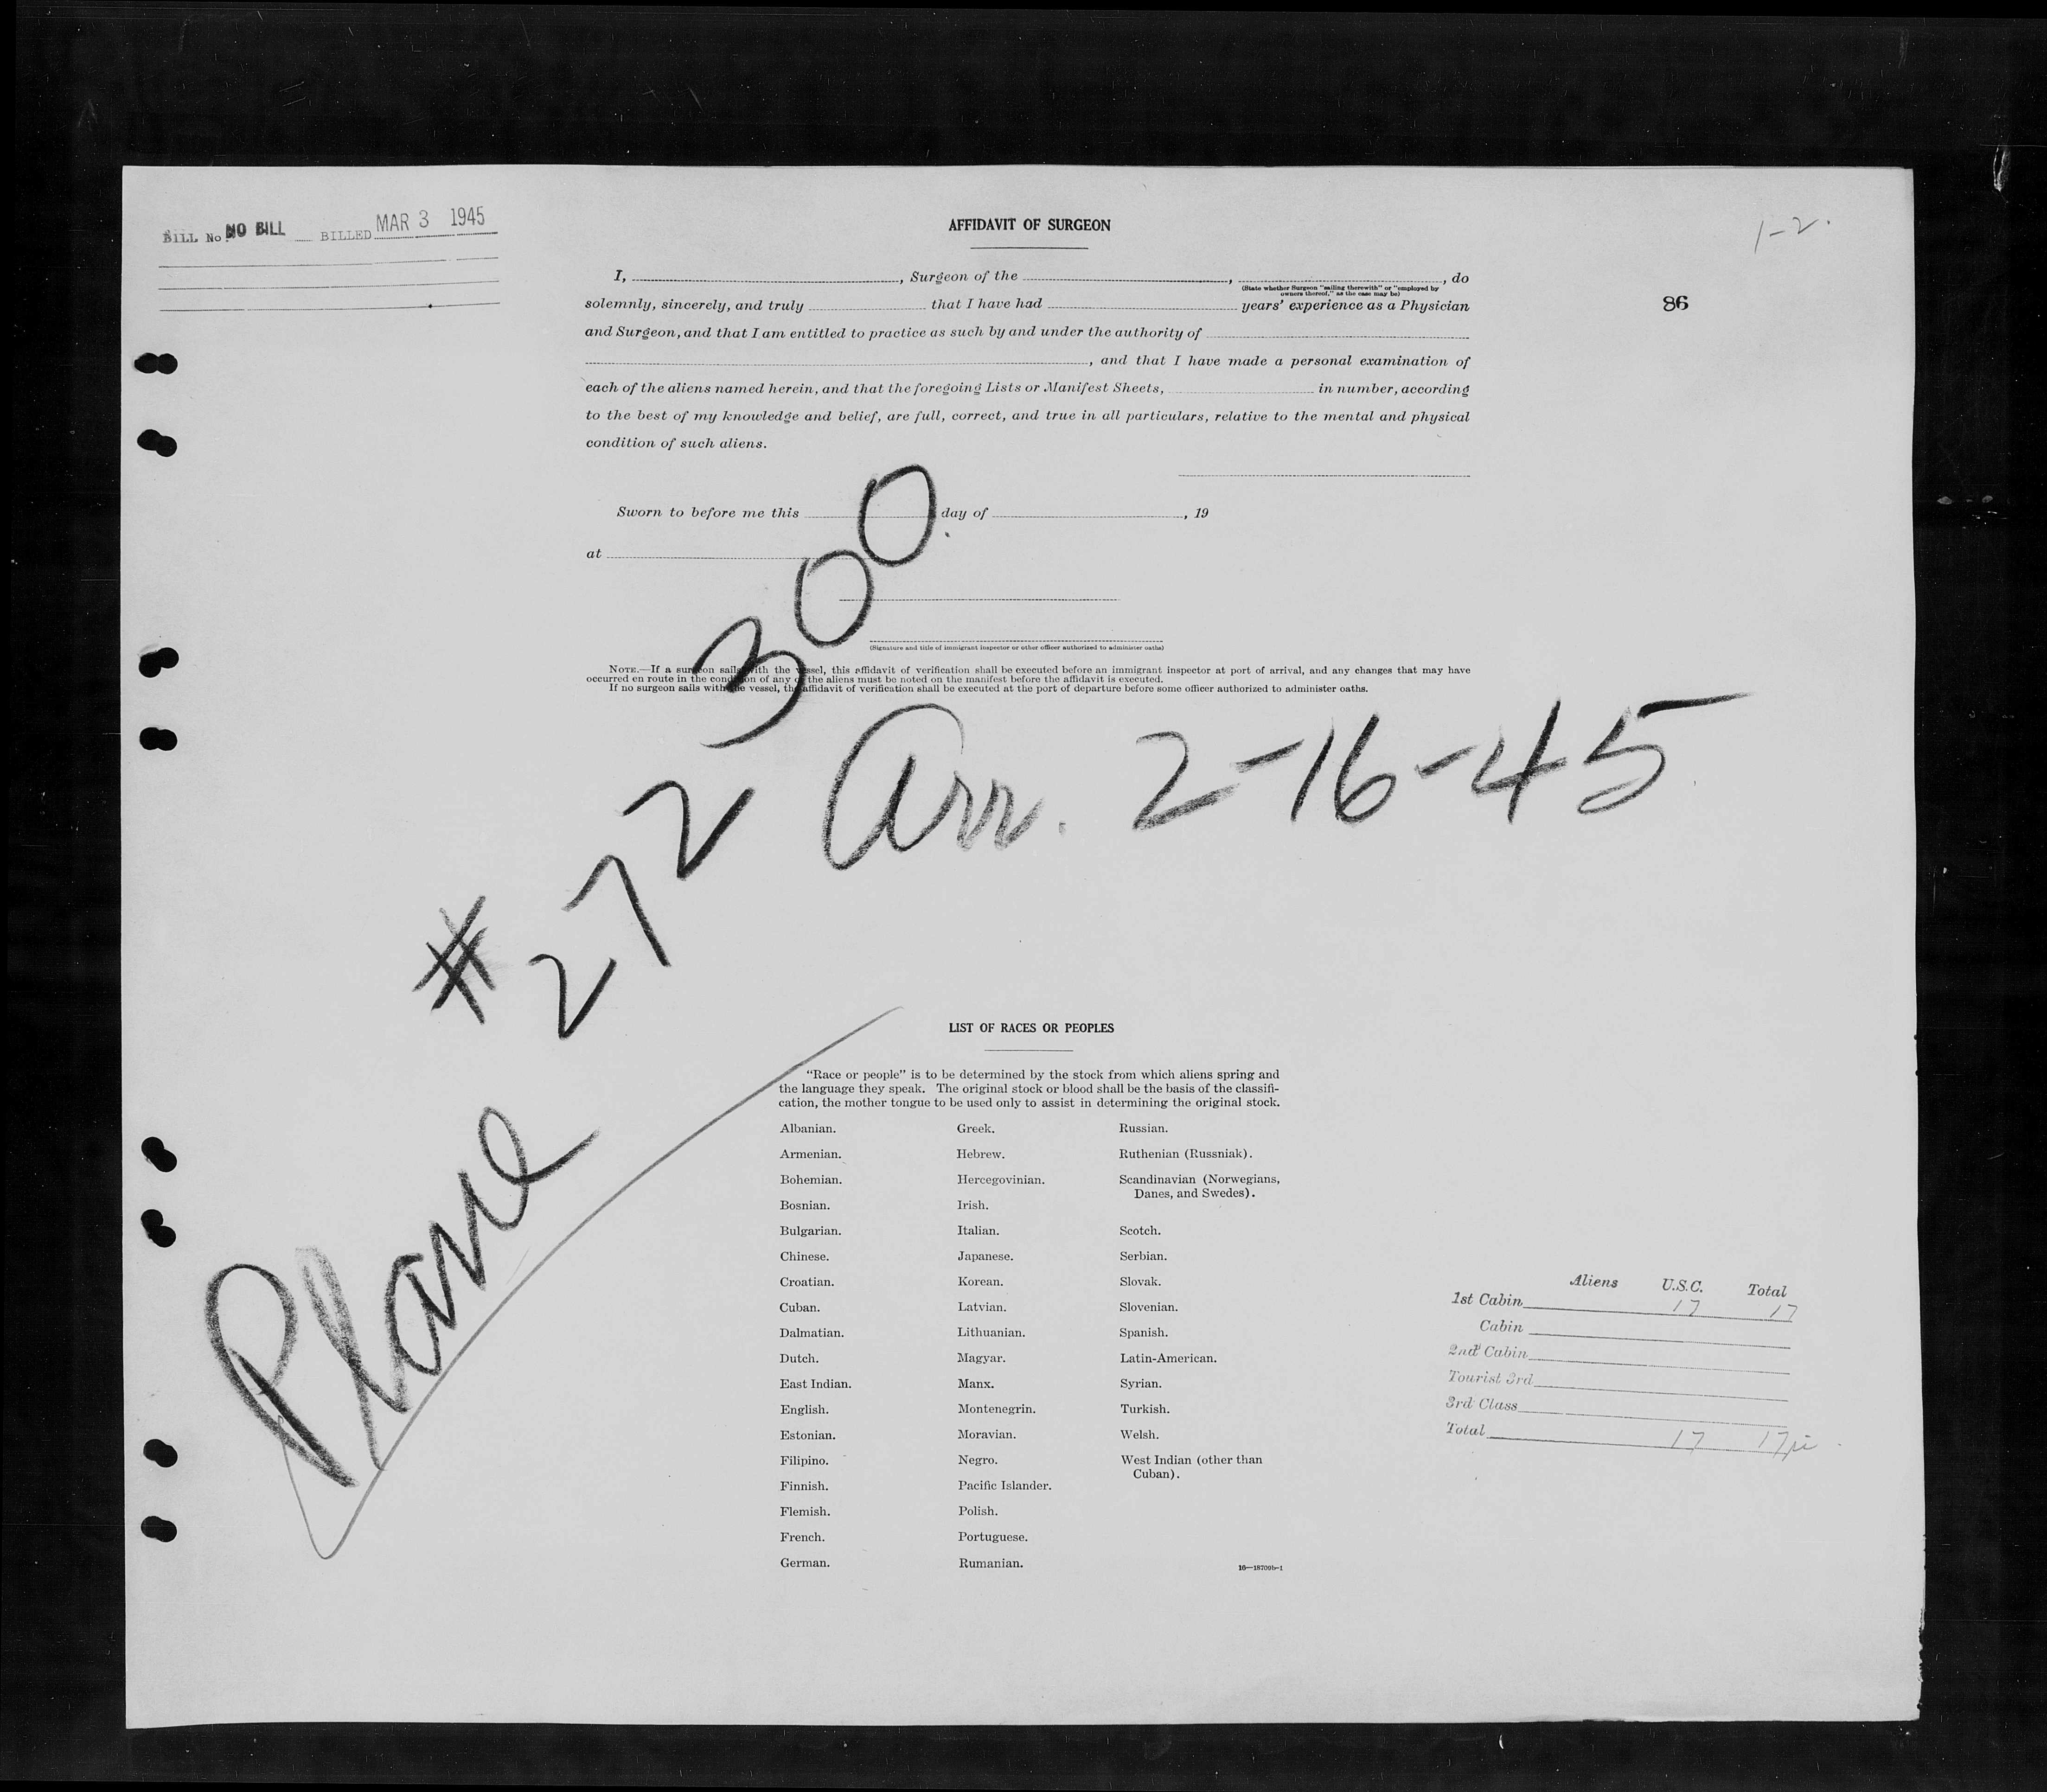 BILL No. NO BILL BILLED MAR 3 1945
AFFIDAVIT OF SURGEON
1-2.
86
I, , Surgeon of the , , do
(State whether Surgeon "sailing therewith" or "employed by
owners thereof," as the case may be)
solemnly, sincerely, and truly that I have had years' experience as a Physician
and Surgeon, and that I am entitled to practice as such by and under the authority of
, and that I have made a personal examination of
each of the aliens named herein, and that the foregoing Lists or Manifest Sheets, in number, according
to the best of my knowledge and belief, are full, correct, and true in all particulars, relative to the mental and physical
condition of such aliens.
Sworn to before me this day of , 19
at
(Signature and title of immigrant inspector or other officer authorized to administer oaths)
NOTE.—If a surgeon sails with the vessel, this affidavit of verification shall be executed before an immigrant inspector at port of arrival, and any changes that may have
occurred en route in the condition of any of the aliens must be noted on the manifest before the affidavit is executed.
If no surgeon sails with the vessel, the affidavit of verification shall be executed at the port of departure before some officer authorized to administer oaths.
Plane # 272300
Arr. 2-16-45
LIST OF RACES OR PEOPLES
"Race or people" is to be determined by the stock from which aliens spring and
the language they speak. The original stock or blood shall be the basis of the classifi-
cation, the mother tongue to be used only to assist in determining the original stock.
Albanian.
Armenian.
Bohemian.
Bosnian.
Bulgarian.
Chinese.
Croatian.
Cuban.
Dalmatian.
Dutch.
East Indian.
English.
Estonian.
Filipino.
Finnish.
Flemish.
French.
German.
Greek.
Hebrew.
Hercegovinian.
Irish.
Italian.
Japanese.
Korean.
Latvian.
Lithuanian.
Magyar.
Manx.
Montenegrin.
Moravian.
Negro.
Pacific Islander.
Polish.
Portuguese.
Rumanian.
Russian.
Ruthenian (Russniak).
Scandinavian (Norwegians,
Danes, and Swedes).
Scotch.
Serbian.
Slovak.
Slovenian.
Spanish.
Latin-American.
Syrian.
Turkish.
Welsh.
West Indian (other than
Cuban).
16—18709b-1
Aliens U.S.C. Total
1st Cabin 17 17
Cabin
2nd Cabin
Tourist 3rd
3rd Class
Total 17 17